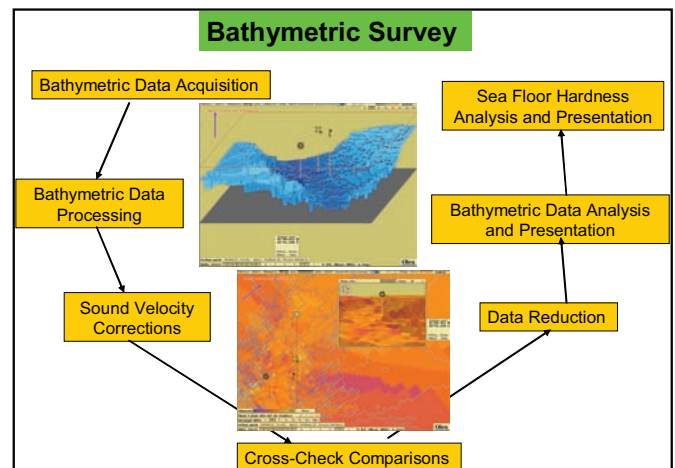 Bathymetric Survey
Bathymetric Data Acquisition
Bathymetric Data
Processing
Sound Velocity
Corrections
Cross-Check Comparisons
Data Reduction
Bathymetric Data Analysis
and Presentation
Sea Floor Hardness
Analysis and Presentation